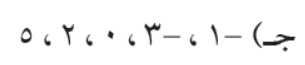 جـ) -١ ، -٣ ، ٠ ، ٢ ، ٥